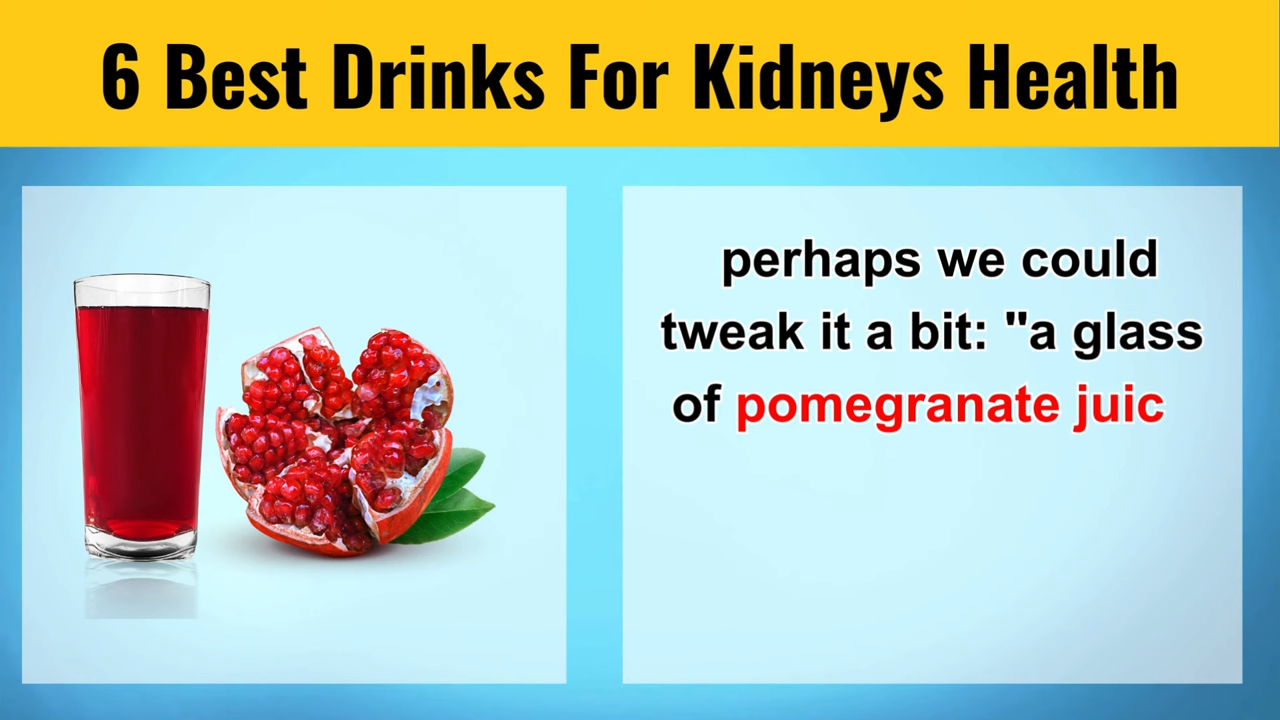 6 Best Drinks For Kidneys Health
perhaps we could
tweak it a bit: "a glass
of pomegranate juic